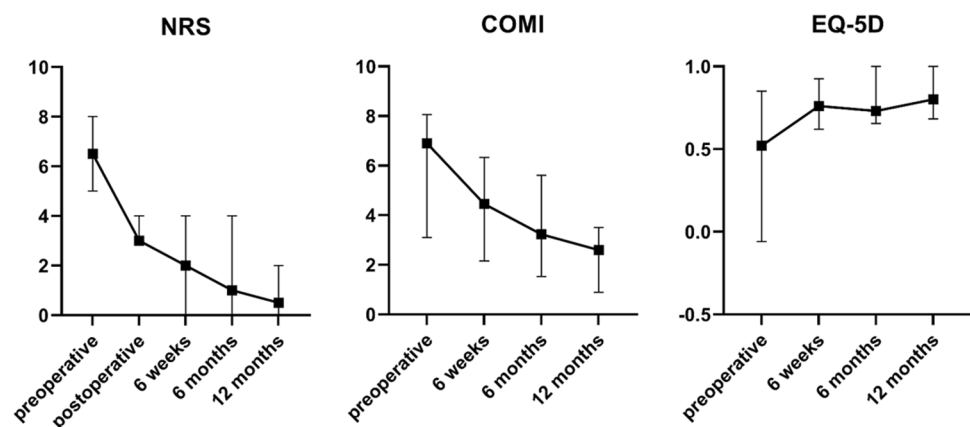 NRS
10
8
6
4
2
0
preoperative
postoperative
6 weeks
6 months
12 months
COMI
10
8
6
4
2
0
preoperative
6 weeks
6 months
12 months
EQ-5D
1.0
0.5
0.0
-0.5
preoperative
6 weeks
6 months
12 months